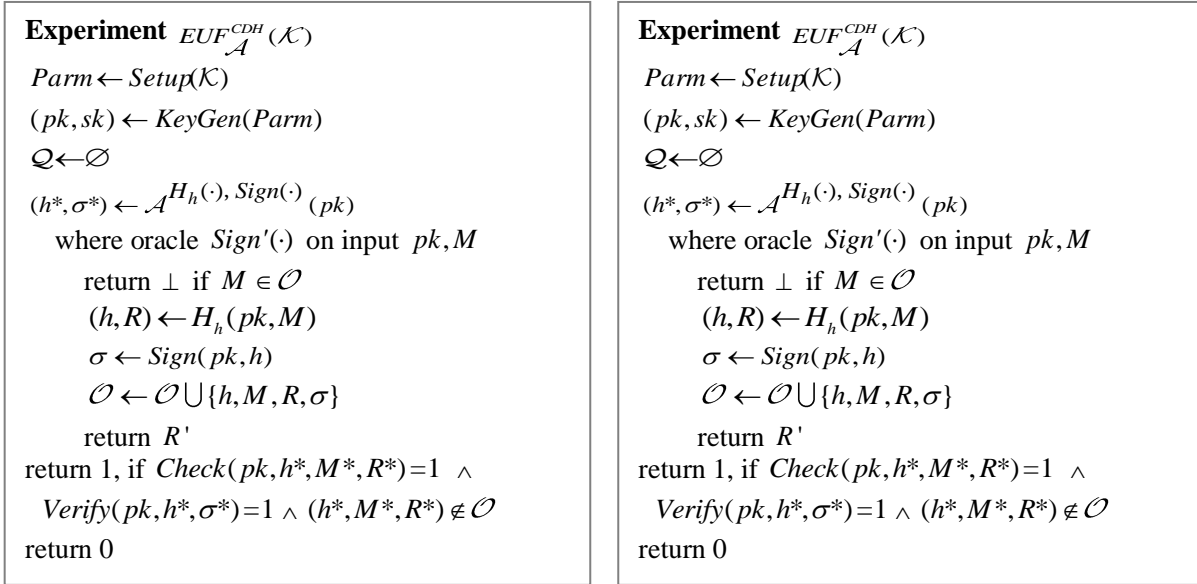 Experiment EUF_𝒜^CDH(𝒦)
Parm ← Setup(𝒦)
(pk, sk) ← KeyGen(Parm)
𝒬←∅
(h*, σ*) ← 𝒜^{H_h(·), Sign(·)} (pk)
where oracle Sign'(·) on input pk, M
return ⊥ if M ∈ 𝒪
(h, R) ← H_h(pk, M)
σ ← Sign(pk, h)
𝒪 ← 𝒪 ⋃{h, M, R, σ}
return R'
return 1, if Check(pk, h*, M*, R*)=1 ∧
Verify(pk, h*, σ*)=1 ∧ (h*, M*, R*) ∉ 𝒪
return 0
Experiment EUF_𝒜^CDH(𝒦)
Parm ← Setup(𝒦)
(pk, sk) ← KeyGen(Parm)
𝒬←∅
(h*, σ*) ← 𝒜^{H_h(·), Sign(·)} (pk)
where oracle Sign'(·) on input pk, M
return ⊥ if M ∈ 𝒪
(h, R) ← H_h(pk, M)
σ ← Sign(pk, h)
𝒪 ← 𝒪 ⋃{h, M, R, σ}
return R'
return 1, if Check(pk, h*, M*, R*)=1 ∧
Verify(pk, h*, σ*)=1 ∧ (h*, M*, R*) ∉ 𝒪
return 0